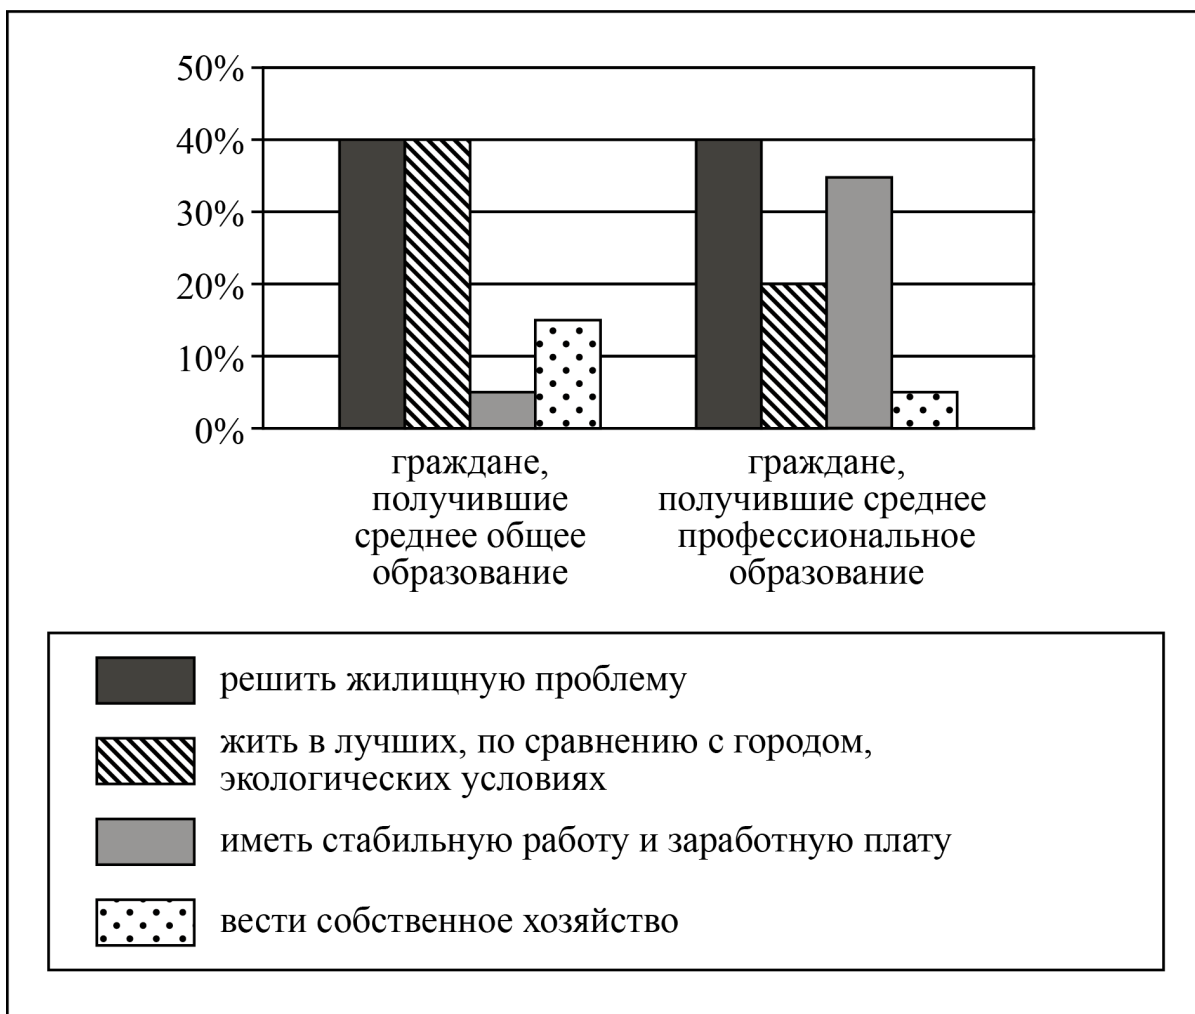 50%
40%
30%
20%
10%
0%
граждане,
получившие
среднее общее
образование
граждане,
получившие среднее
профессиональное
образование
решить жилищную проблему
жить в лучших, по сравнению с городом,
экологических условиях
иметь стабильную работу и заработную плату
вести собственное хозяйство